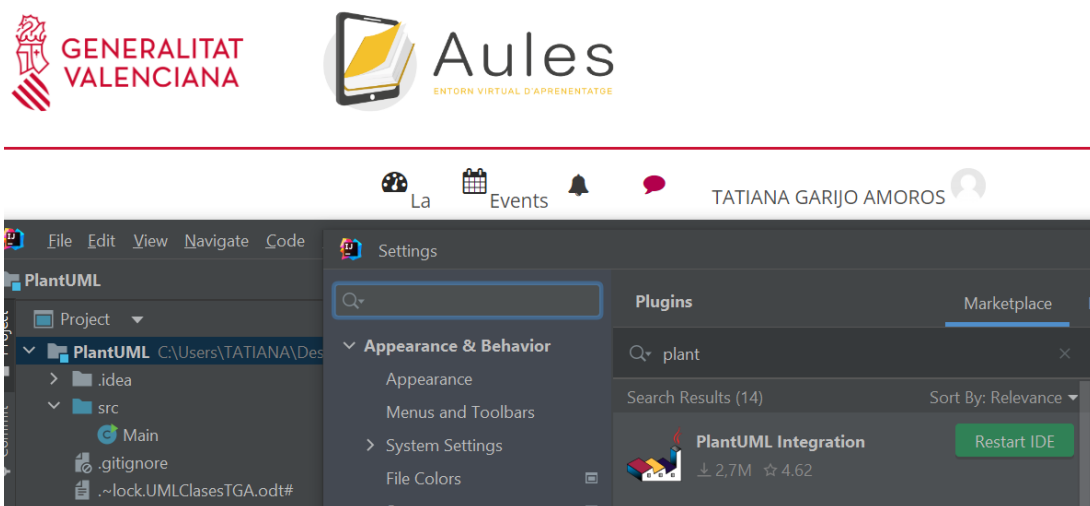 GENERALITAT
VALENCIANA
Aules
ENTORN VIRTUAL D'APRENENTATGE
La
Events
TATIANA GARIJO AMOROS
File Edit View Navigate Code
Settings
PlantUML
Plugins
Marketplace
Project
Appearance & Behavior
plant
PlantUML C:\Users\TATIANA\Des
Appearance
Search Results (14)
Sort By: Relevance
.idea
Menus and Toolbars
src
Main
System Settings
PlantUML Integration
Restart IDE
.gitignore
File Colors
2,7M 4.62
.~lock.UMLClasesTGA.odt#
Project
Commit